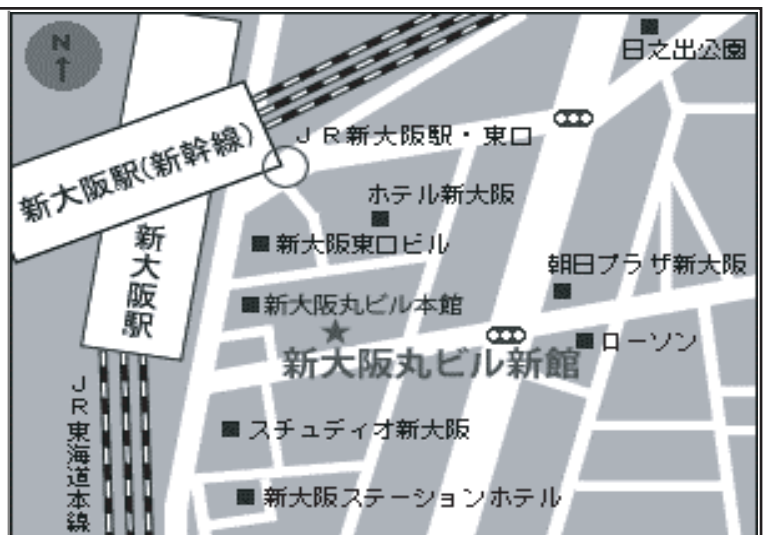 N
日之出公園
JR新大阪駅・東口
新大阪駅(新幹線)
ホテル新大阪
新大阪駅
新大阪東口ビル
朝日プラザ新大阪
新大阪丸ビル本館
ローソン
新大阪丸ビル新館
JR東海道本線
スチュディオ新大阪
新大阪ステーションホテル